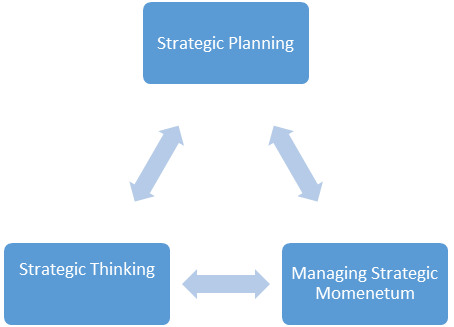 Strategic Planning
Strategic Thinking
Managing Strategic
Momenetum